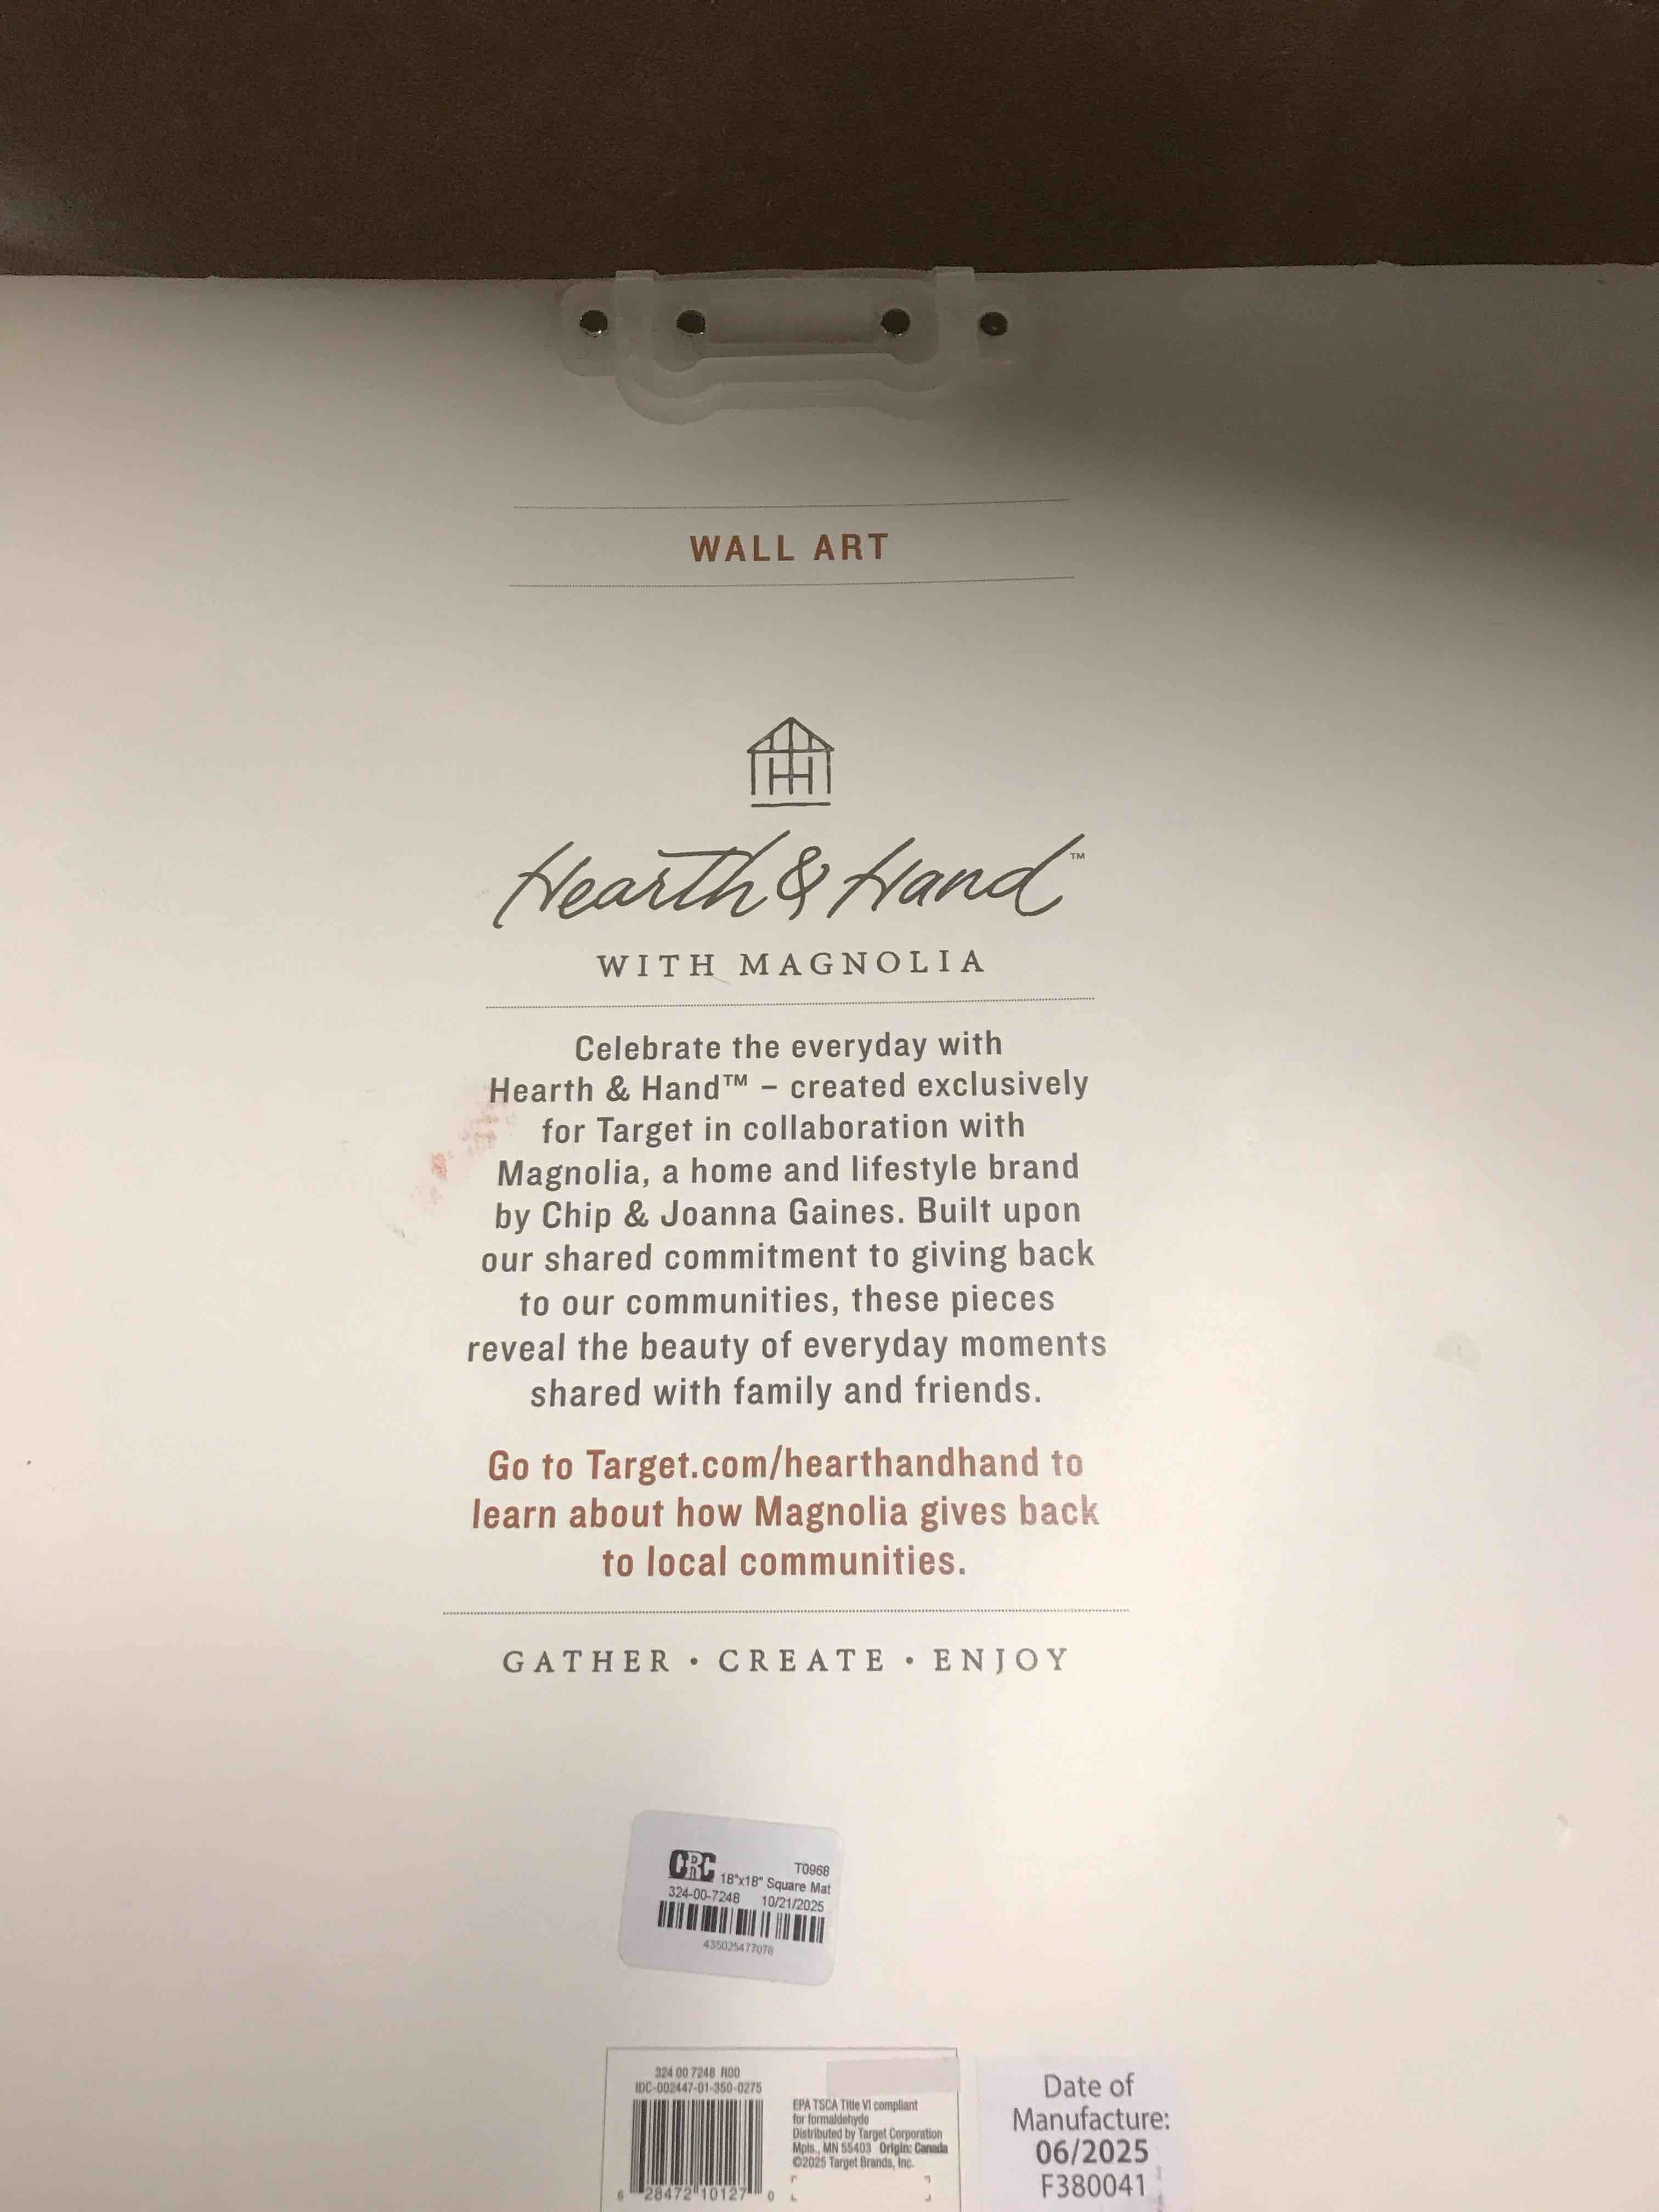 WALL ART
HH
Hearth & Hand™
WITH MAGNOLIA
Celebrate the everyday with
Hearth & Hand™ – created exclusively
for Target in collaboration with
Magnolia, a home and lifestyle brand
by Chip & Joanna Gaines. Built upon
our shared commitment to giving back
to our communities, these pieces
reveal the beauty of everyday moments
shared with family and friends.
Go to Target.com/hearthandhand to
learn about how Magnolia gives back
to local communities.
GATHER • CREATE • ENJOY
CRG T0968
18"x18" Square Mat
324-00-7248 10/21/2025
435025477078
324 00 7248 R00
IDC-002447-01-350-0275
6 28472 10127 0
EPA TSCA Title VI compliant
for formaldehyde
Distributed by Target Corporation
Mpls., MN 55403 Origin: Canada
©2025 Target Brands, Inc.
Date of
Manufacture:
06/2025
F380041